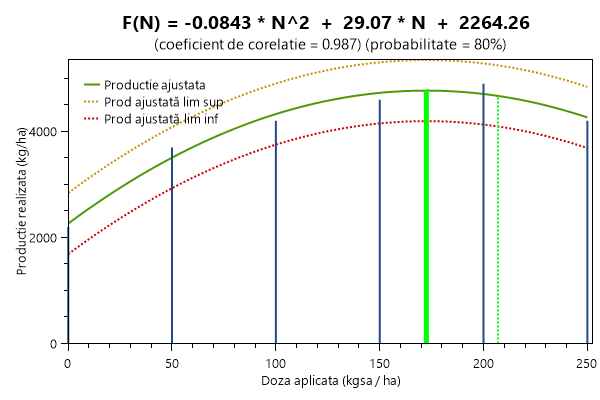 F(N) = -0.0843 * N^2 + 29.07 * N + 2264.26
(coeficient de corelatie = 0.987) (probabilitate = 80%)
Productie ajustata
Prod ajustată lim sup
Prod ajustată lim inf
Productie realizata (kg/ha)
4000
2000
0
0 50 100 150 200 250
Doza aplicata (kgsa / ha)